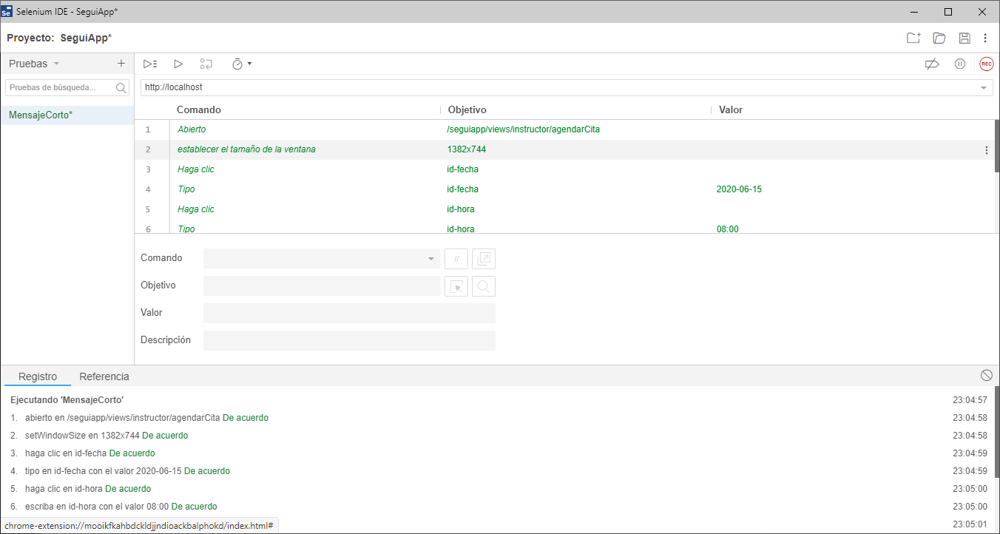 Se Selenium IDE - SeguiApp*
Proyecto: SeguiApp*
Pruebas
REC
Pruebas de búsqueda...
http://localhost
MensajeCorto*
Comando Objetivo Valor
1 Abierto /seguiapp/views/instructor/agendarCita
2 establecer el tamaño de la ventana 1382x744
3 Haga clic id-fecha
4 Tipo id-fecha 2020-06-15
5 Haga clic id-hora
6 Tipo id-hora 08:00
Comando //
Objetivo
Valor
Descripción
Registro Referencia
Ejecutando 'MensajeCorto' 23:04:57
1. abierto en /seguiapp/views/instructor/agendarCita De acuerdo 23:04:58
2. setWindowSize en 1382x744 De acuerdo 23:04:58
3. haga clic en id-fecha De acuerdo 23:04:59
4. tipo en id-fecha con el valor 2020-06-15 De acuerdo 23:04:59
5. haga clic en id-hora De acuerdo 23:05:00
6. escriba en id-hora con el valor 08:00 De acuerdo 23:05:00
chrome-extension://mooikfkahbdckldjjndioackbalphokd/index.html# 23:05:01